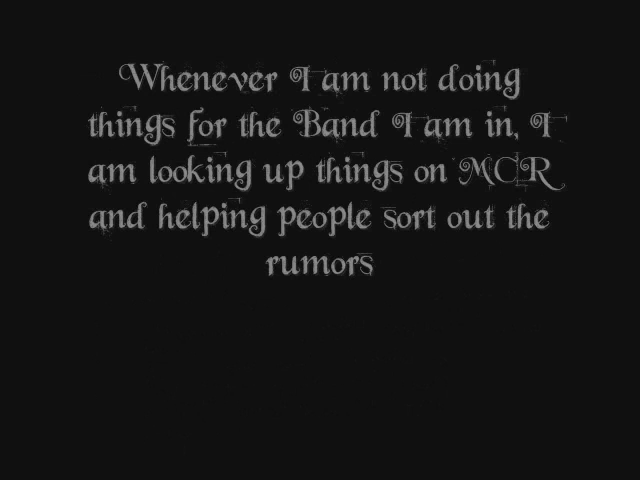 Whenever I am not doing
things for the Band I am in, I
am looking up things on MCR
and helping people sort out the
rumors